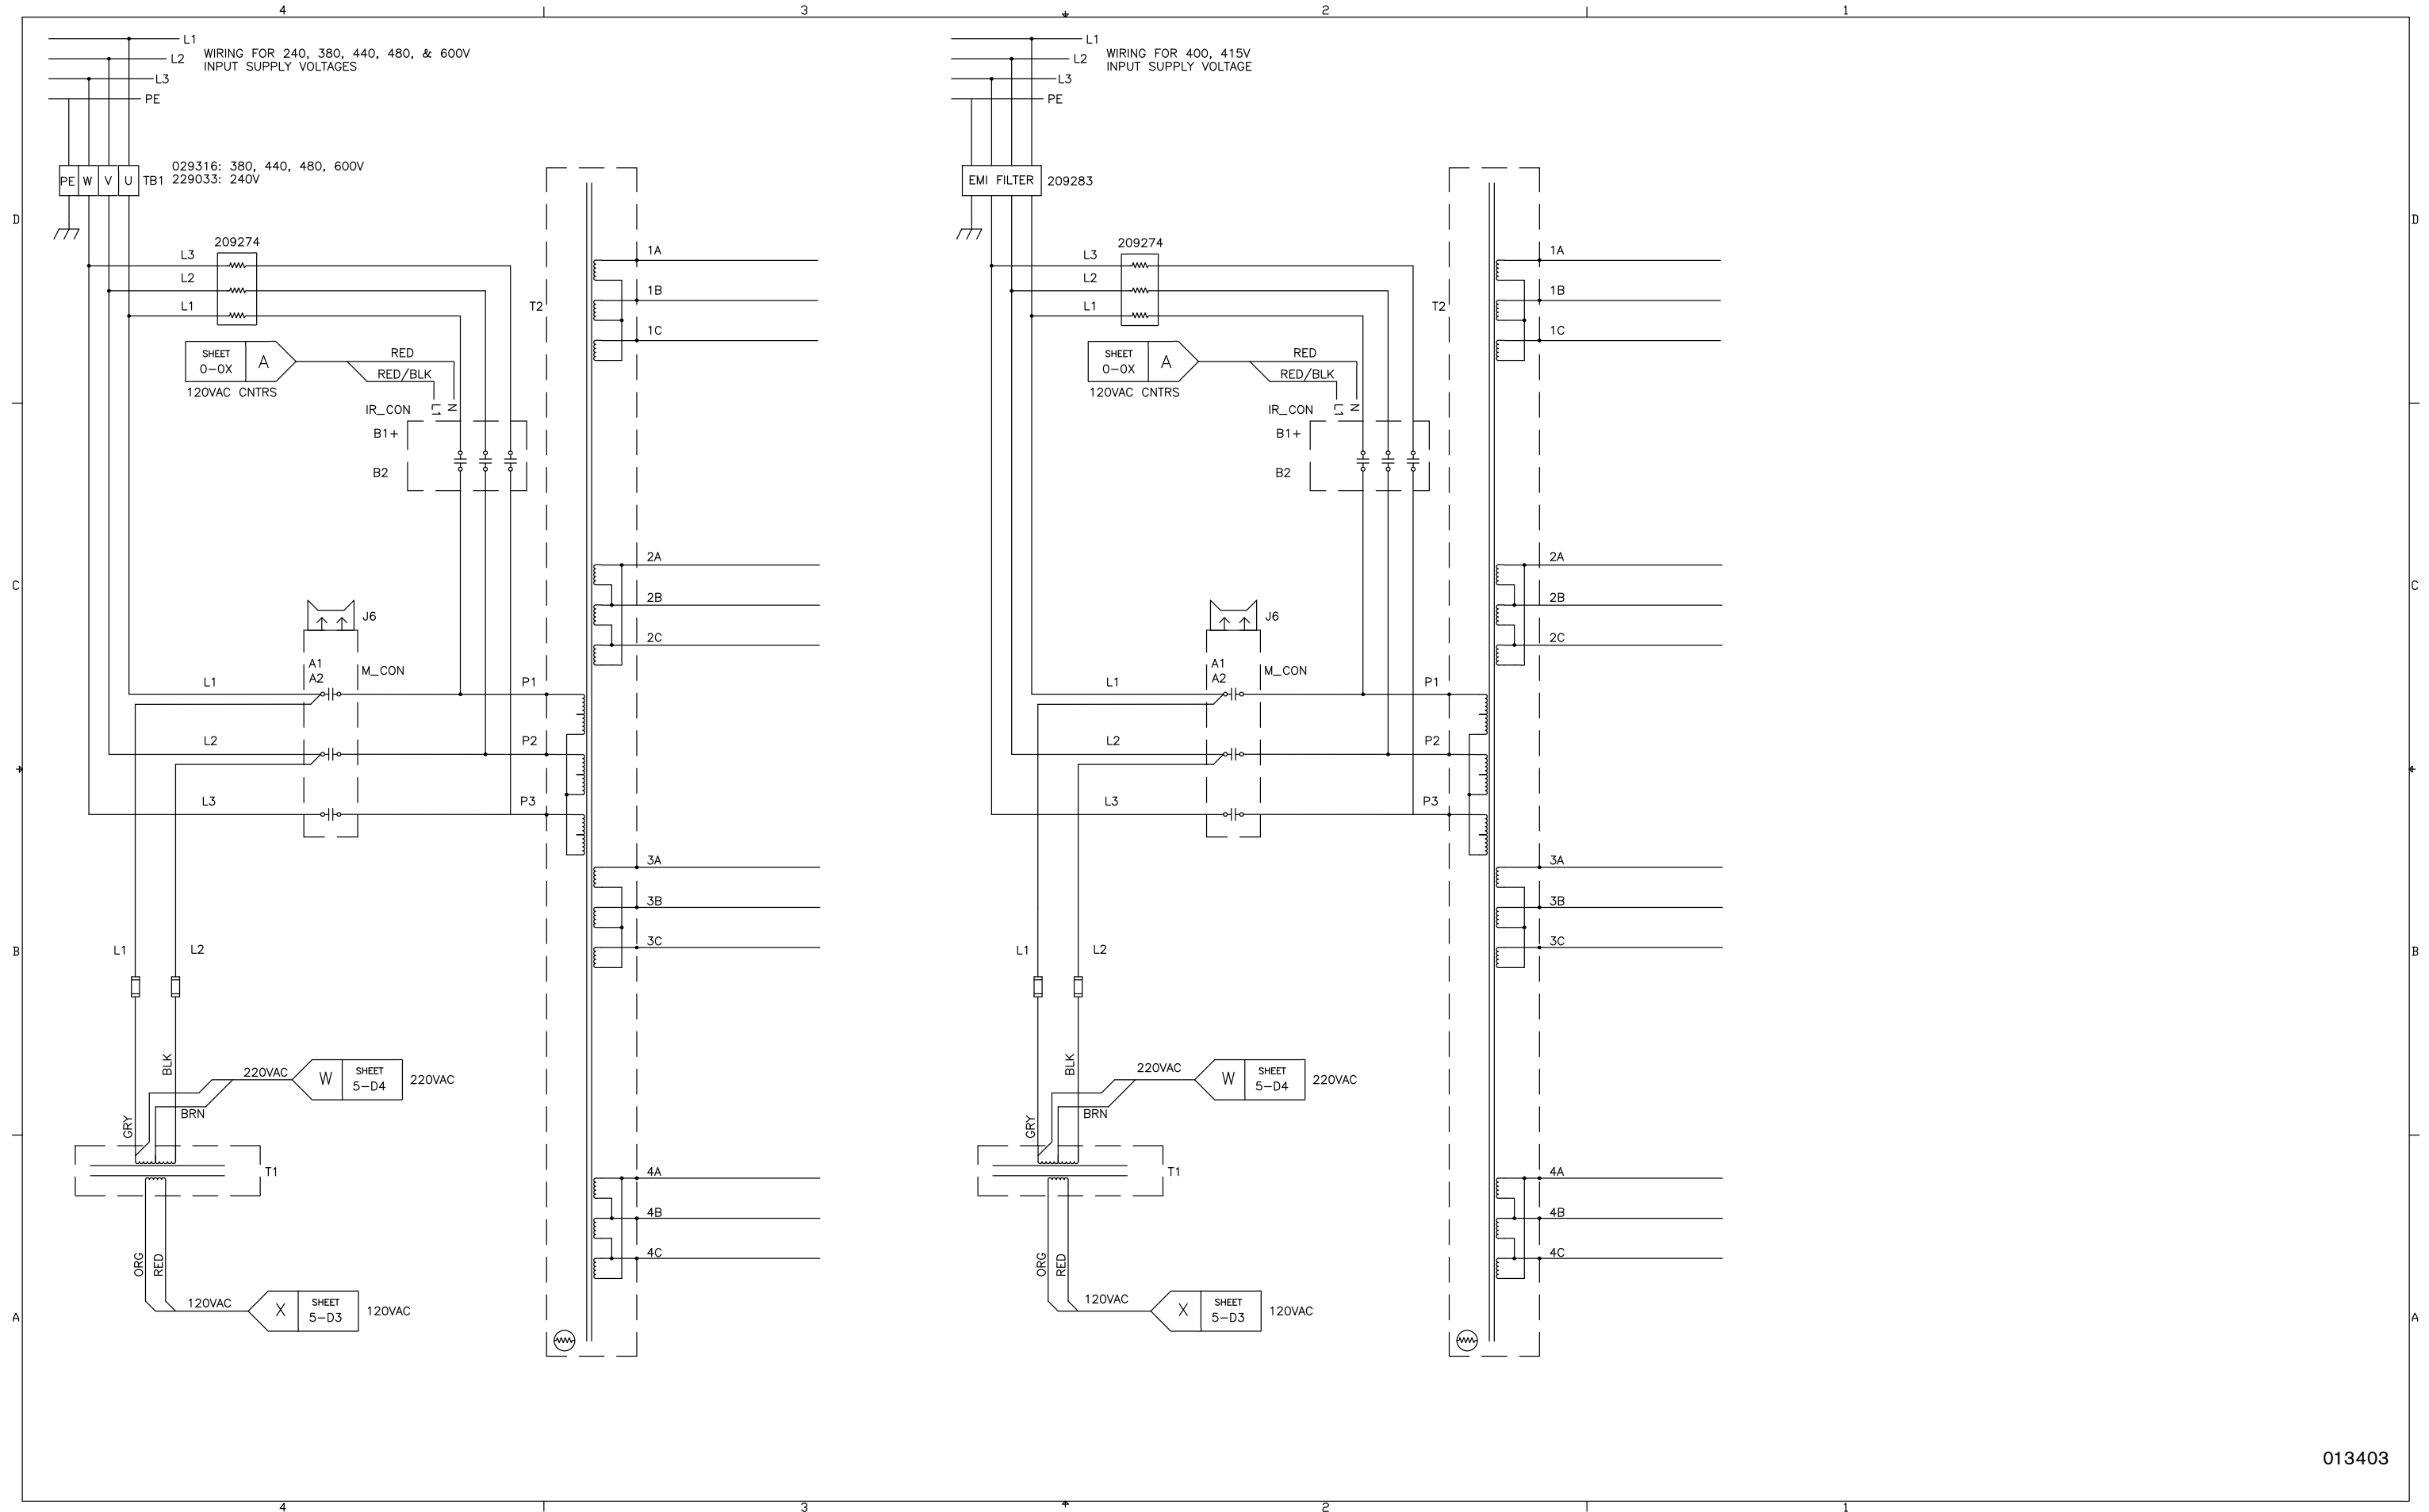 4
3
2
1
L1
L2
L3
PE
WIRING FOR 240, 380, 440, 480, & 600V
INPUT SUPPLY VOLTAGES
PE W V U TB1
029316: 380, 440, 480, 600V
229033: 240V
D
209274
L3
L2
L1
SHEET
0-0X
A
120VAC CNTRS
RED
RED/BLK
L1
N
IR_CON
B1+
B2
T2
1A
1B
1C
C
2A
2B
2C
J6
A1
A2
M_CON
L1
L2
L3
P1
P2
P3
3A
3B
3C
B
L1
L2
BLK
GRY
BRN
220VAC
W
SHEET
5-D4
220VAC
T1
4A
4B
4C
ORG
RED
120VAC
X
SHEET
5-D3
120VAC
A
L1
L2
L3
PE
WIRING FOR 400, 415V
INPUT SUPPLY VOLTAGE
EMI FILTER
209283
D
209274
L3
L2
L1
SHEET
0-0X
A
120VAC CNTRS
RED
RED/BLK
L1
N
IR_CON
B1+
B2
T2
1A
1B
1C
C
2A
2B
2C
J6
A1
A2
M_CON
L1
L2
L3
P1
P2
P3
3A
3B
3C
B
L1
L2
BLK
GRY
BRN
220VAC
W
SHEET
5-D4
220VAC
T1
4A
4B
4C
ORG
RED
120VAC
X
SHEET
5-D3
120VAC
A
013403
4
3
2
1